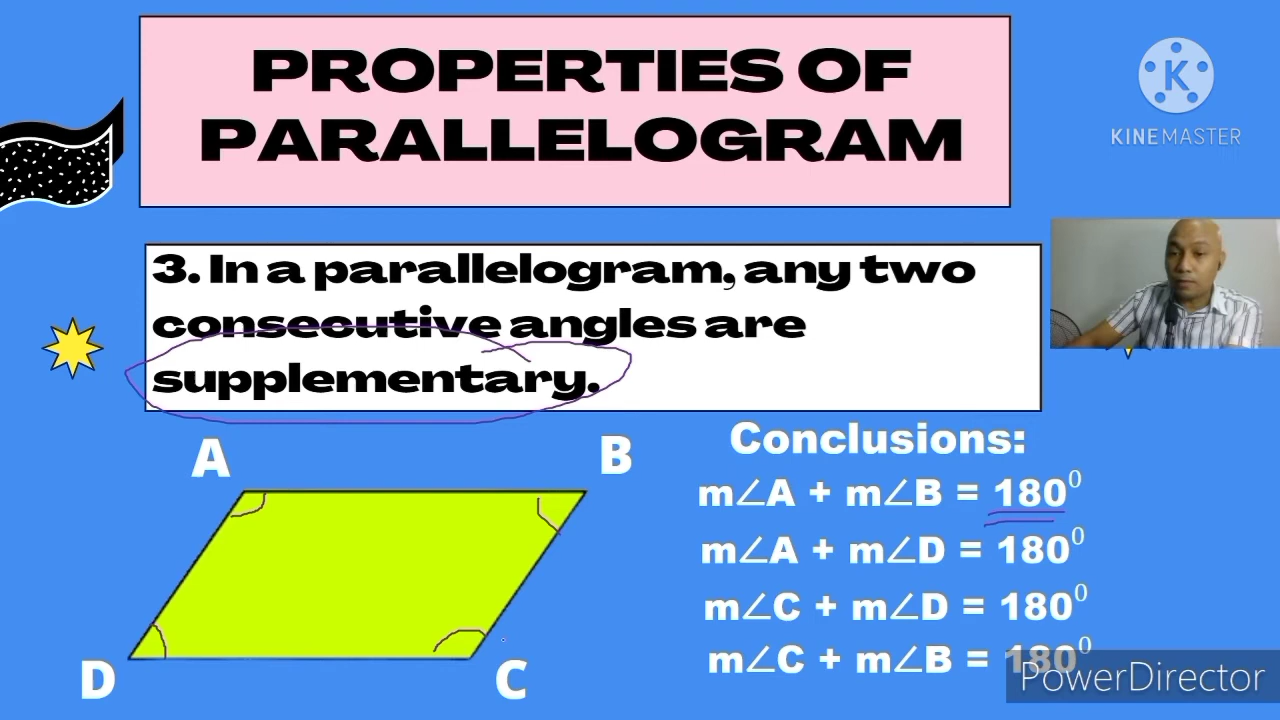 PROPERTIES OF
PARALLELOGRAM
K
KINEMASTER
3. In a parallelogram, any two
consecutive angles are
supplementary.
A
B
D
C
Conclusions:
m∠A + m∠B = 180⁰
m∠A + m∠D = 180⁰
m∠C + m∠D = 180⁰
m∠C + m∠B = 180⁰
PowerDirector